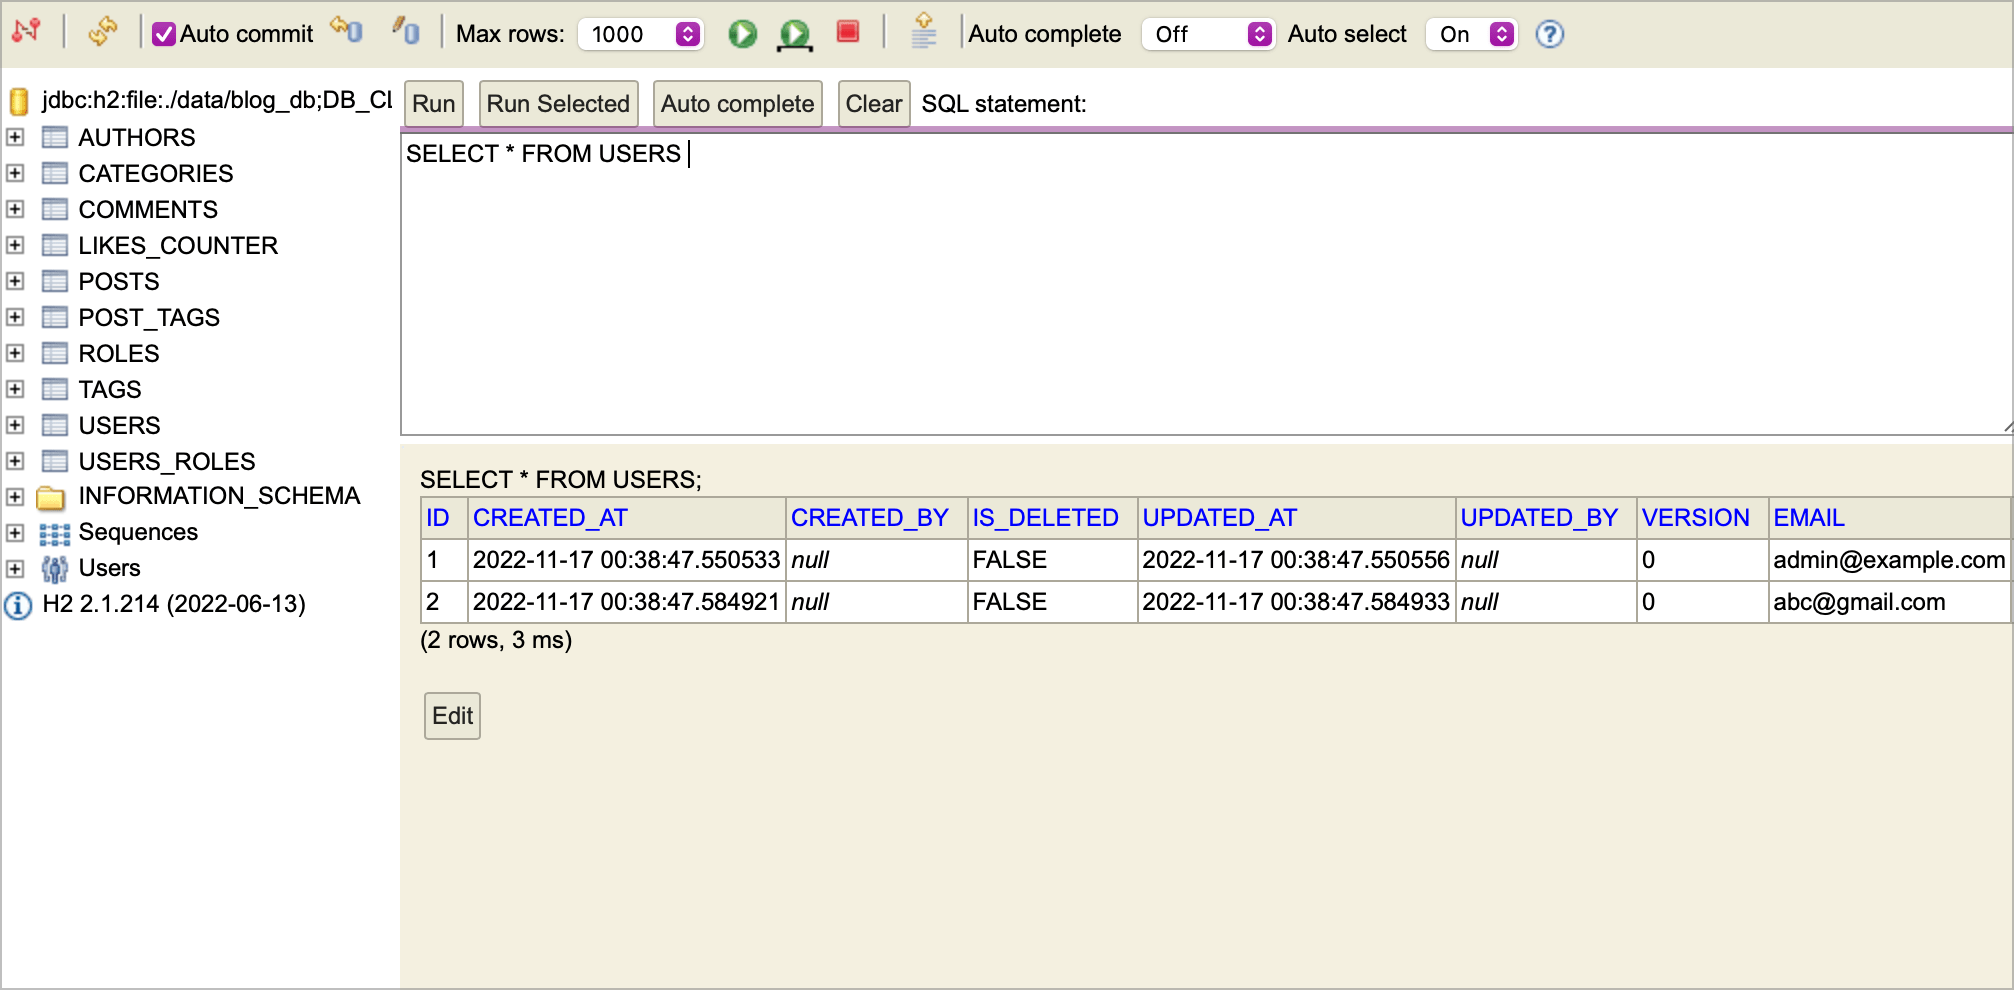 Auto commit Max rows: 1000 Auto complete Off Auto select On ?
jdbc:h2:file:./data/blog_db;DB_CL
AUTHORS
CATEGORIES
COMMENTS
LIKES_COUNTER
POSTS
POST_TAGS
ROLES
TAGS
USERS
USERS_ROLES
INFORMATION_SCHEMA
Sequences
Users
H2 2.1.214 (2022-06-13)
Run Run Selected Auto complete Clear SQL statement:
SELECT * FROM USERS
SELECT * FROM USERS;
ID CREATED_AT CREATED_BY IS_DELETED UPDATED_AT UPDATED_BY VERSION EMAIL
1 2022-11-17 00:38:47.550533 null FALSE 2022-11-17 00:38:47.550556 null 0 admin@example.com
2 2022-11-17 00:38:47.584921 null FALSE 2022-11-17 00:38:47.584933 null 0 abc@gmail.com
(2 rows, 3 ms)
Edit